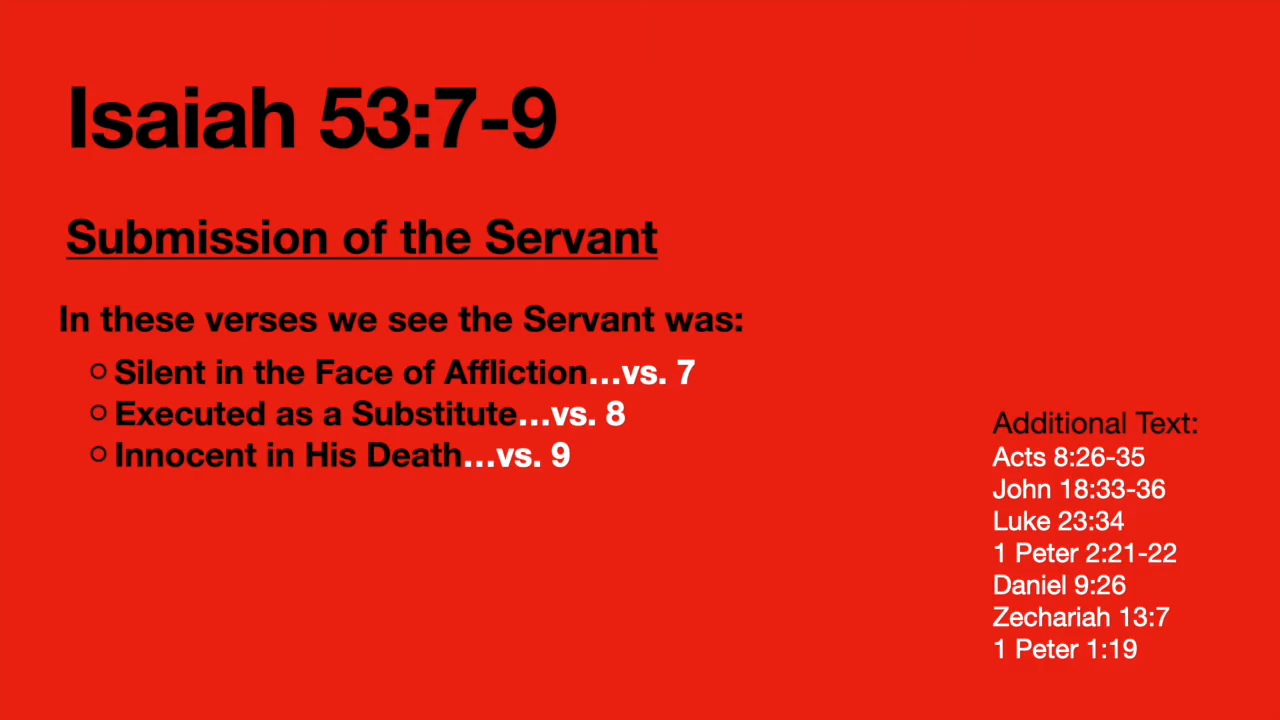 Isaiah 53:7-9
Submission of the Servant
In these verses we see the Servant was:
○ Silent in the Face of Affliction…vs. 7
○ Executed as a Substitute…vs. 8
○ Innocent in His Death…vs. 9
Additional Text:
Acts 8:26-35
John 18:33-36
Luke 23:34
1 Peter 2:21-22
Daniel 9:26
Zechariah 13:7
1 Peter 1:19